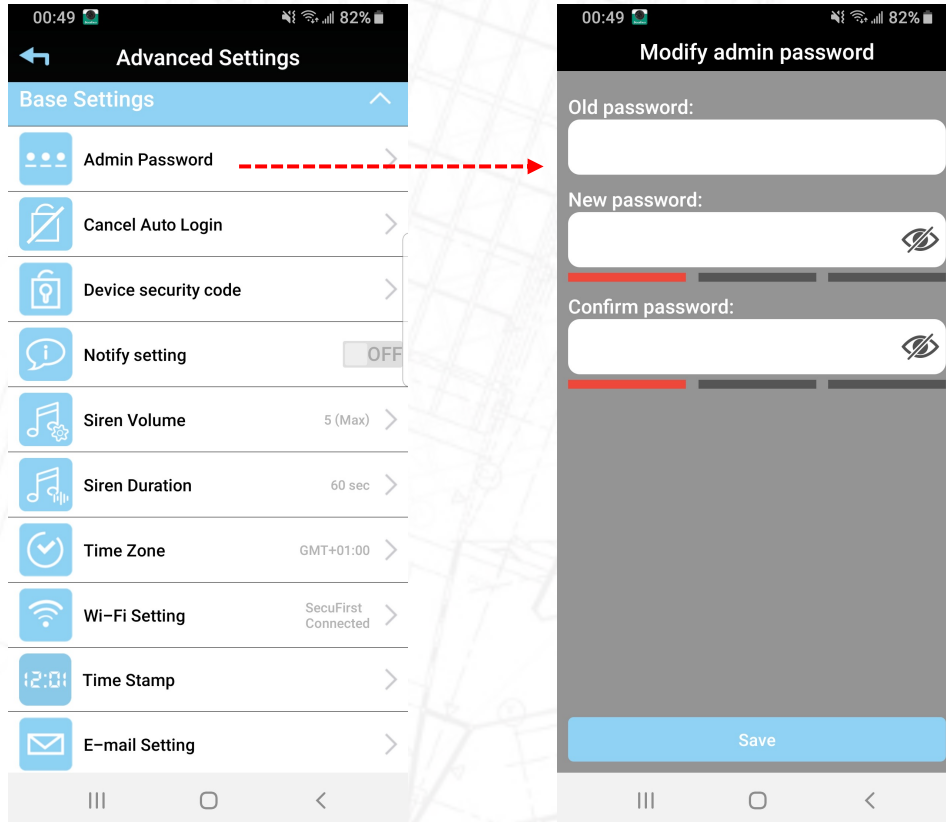 00:49
82%
Advanced Settings
Base Settings
Admin Password
Cancel Auto Login
Device security code
Notify setting
OFF
Siren Volume
5 (Max)
Siren Duration
60 sec
Time Zone
GMT+01:00
Wi–Fi Setting
SecuFirst
Connected
12:01
Time Stamp
E–mail Setting
00:49
82%
Modify admin password
Old password:
New password:
Confirm password:
Save